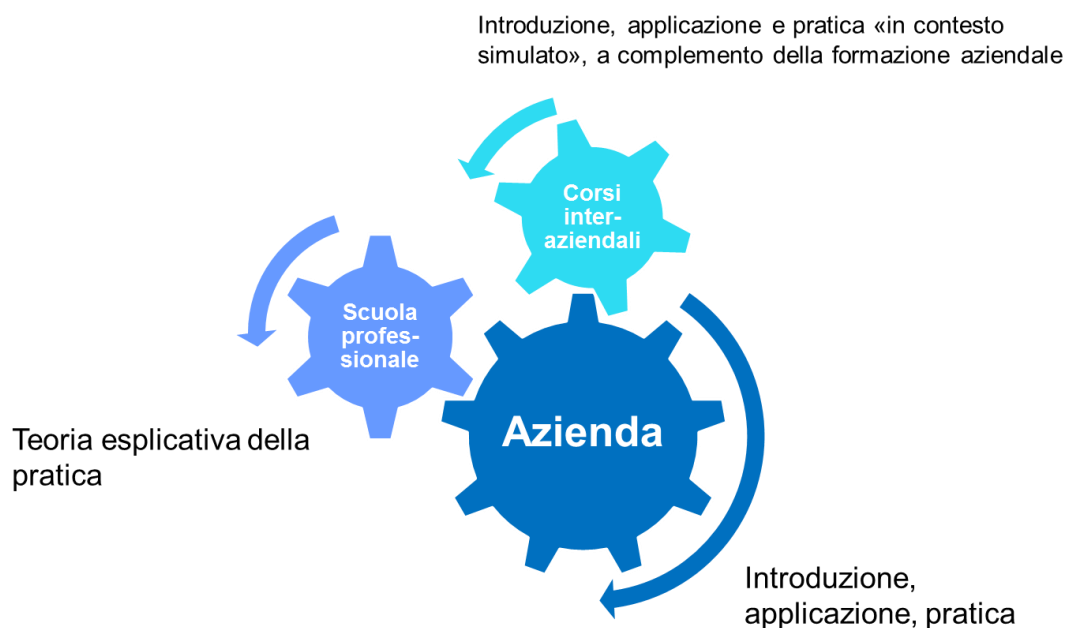 Introduzione, applicazione e pratica «in contesto
simulato», a complemento della formazione aziendale
Corsi
inter-
aziendali
Scuola
profes-
sionale
Azienda
Teoria esplicativa della
pratica
Introduzione,
applicazione, pratica